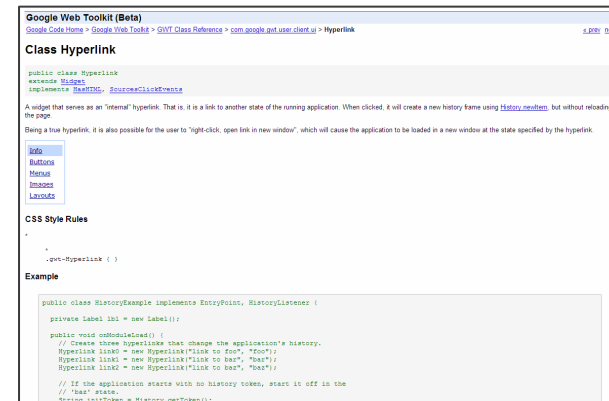 Google Web Toolkit (Beta)
Google Code Home > Google Web Toolkit > GWT Class Reference > com.google.gwt.user.client.ui > Hyperlink « prev
Class Hyperlink
public class Hyperlink
extends Widget
implements HasHTML, SourcesClickEvents
A widget that serves as an "internal" hyperlink. That is, it is a link to another state of the running application. When clicked, it will create a new history frame using History.newItem, but without reloading
the page.
Being a true hyperlink, it is also possible for the user to "right-click, open link in new window", which will cause the application to be loaded in a new window at the state specified by the hyperlink.
Info
Buttons
Menus
Images
Layouts
CSS Style Rules
.gwt-Hyperlink { }
Example
public class HistoryExample implements EntryPoint, HistoryListener {
private Label lbl = new Label();
public void onModuleLoad() {
// Create three hyperlinks that change the application's history.
Hyperlink link0 = new Hyperlink("link to foo", "foo");
Hyperlink link1 = new Hyperlink("link to bar", "bar");
Hyperlink link2 = new Hyperlink("link to baz", "baz");
// If the application starts with no history token, start it off in the
// 'baz' state.
String initToken = History.getToken();